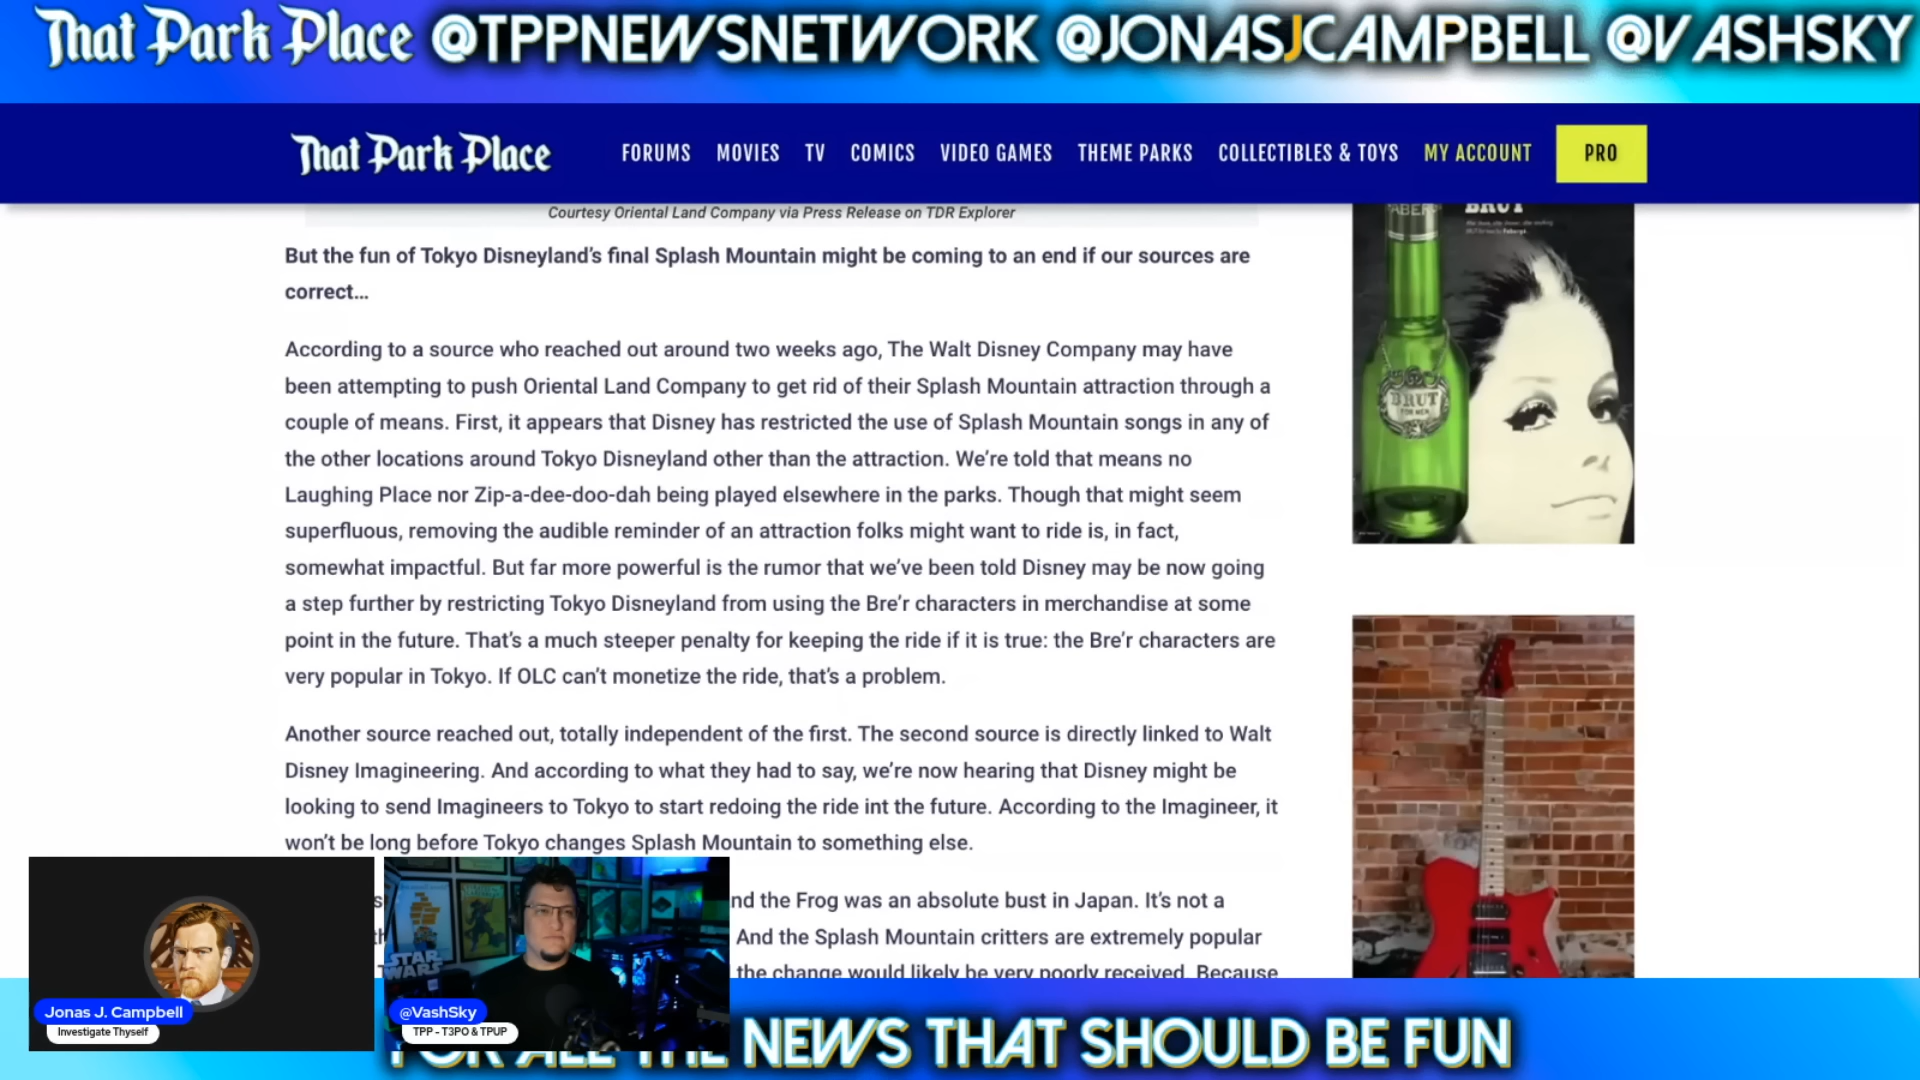 That Park Place @TPPNEWSNETWORK @JONASJCAMPBELL @VASHSKY
That Park Place FORUMS MOVIES TV COMICS VIDEO GAMES THEME PARKS COLLECTIBLES & TOYS MY ACCOUNT PRO
Courtesy Oriental Land Company via Press Release on TDR Explorer
But the fun of Tokyo Disneyland’s final Splash Mountain might be coming to an end if our sources are
correct…
According to a source who reached out around two weeks ago, The Walt Disney Company may have
been attempting to push Oriental Land Company to get rid of their Splash Mountain attraction through a
couple of means. First, it appears that Disney has restricted the use of Splash Mountain songs in any of
the other locations around Tokyo Disneyland other than the attraction. We’re told that means no
Laughing Place nor Zip-a-dee-doo-dah being played elsewhere in the parks. Though that might seem
superfluous, removing the audible reminder of an attraction folks might want to ride is, in fact,
somewhat impactful. But far more powerful is the rumor that we’ve been told Disney may be now going
a step further by restricting Tokyo Disneyland from using the Bre’r characters in merchandise at some
point in the future. That’s a much steeper penalty for keeping the ride if it is true: the Bre’r characters are
very popular in Tokyo. If OLC can’t monetize the ride, that’s a problem.
Another source reached out, totally independent of the first. The second source is directly linked to Walt
Disney Imagineering. And according to what they had to say, we’re now hearing that Disney might be
looking to send Imagineers to Tokyo to start redoing the ride int the future. According to the Imagineer, it
won’t be long before Tokyo changes Splash Mountain to something else.
nd the Frog was an absolute bust in Japan. It’s not a
And the Splash Mountain critters are extremely popular
the change would likely be very poorly received. Because
BRUT
BRUT
STAR
WARS
Jonas J. Campbell
Investigate Thyself
@VashSky
TPP - T3PO & TPUP
FOR ALL THE NEWS THAT SHOULD BE FUN